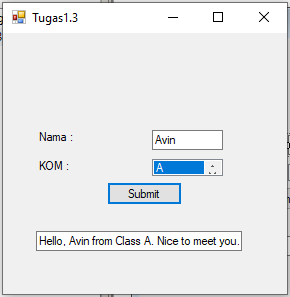 Tugas1.3
Nama :
Avin
KOM :
A
Submit
Hello, Avin from Class A. Nice to meet you.